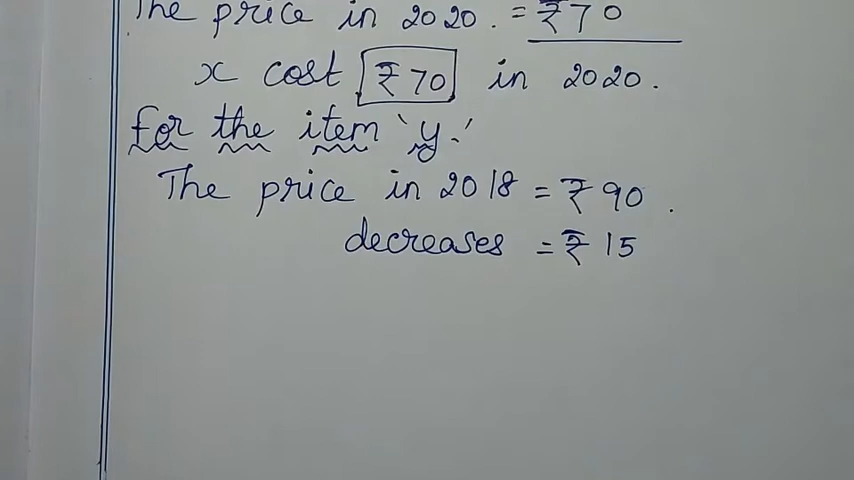 The price in 2020. = ₹70
x cost ₹70 in 2020.
for the item 'y.'
The price in 2018 = ₹90.
decreases = ₹15